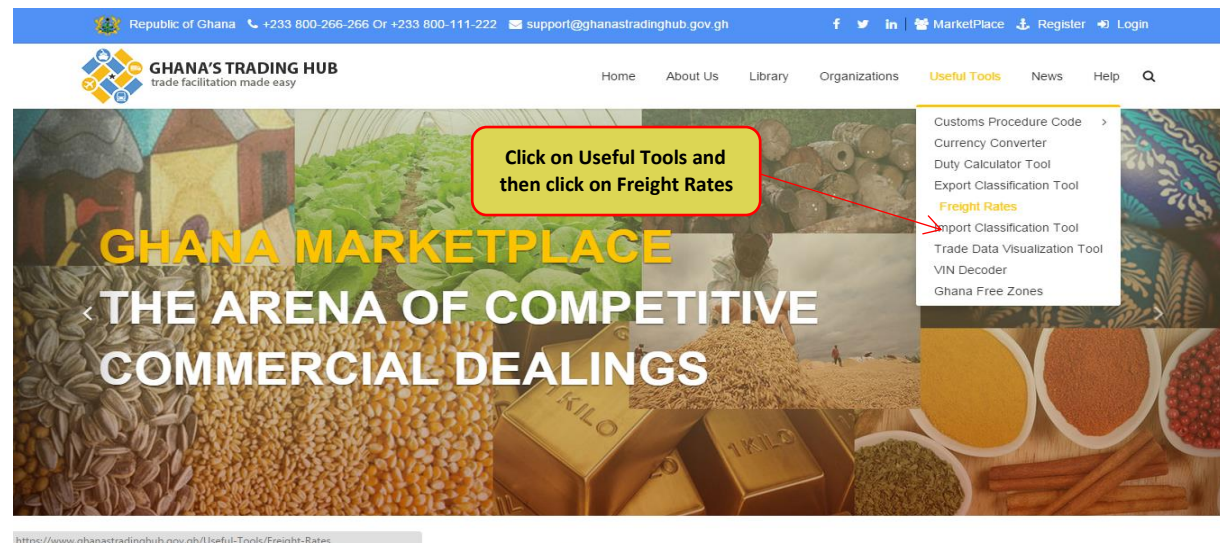 Republic of Ghana +233 800-266-266 Or +233 800-111-222 support@ghanastradinghub.gov.gh MarketPlace Register Login
GHANA'S TRADING HUB
trade facilitation made easy
Home About Us Library Organizations Useful Tools News Help
Customs Procedure Code
Currency Converter
Duty Calculator Tool
Export Classification Tool
Freight Rates
Import Classification Tool
Trade Data Visualization Tool
VIN Decoder
Ghana Free Zones
Click on Useful Tools and
then click on Freight Rates
GHANA MARKETPLACE
THE ARENA OF COMPETITIVE
COMMERCIAL DEALINGS
1 KILO
1 KILO
https://www.ghanastradinghub.gov.gh/Useful-Tools/Freight-Rates